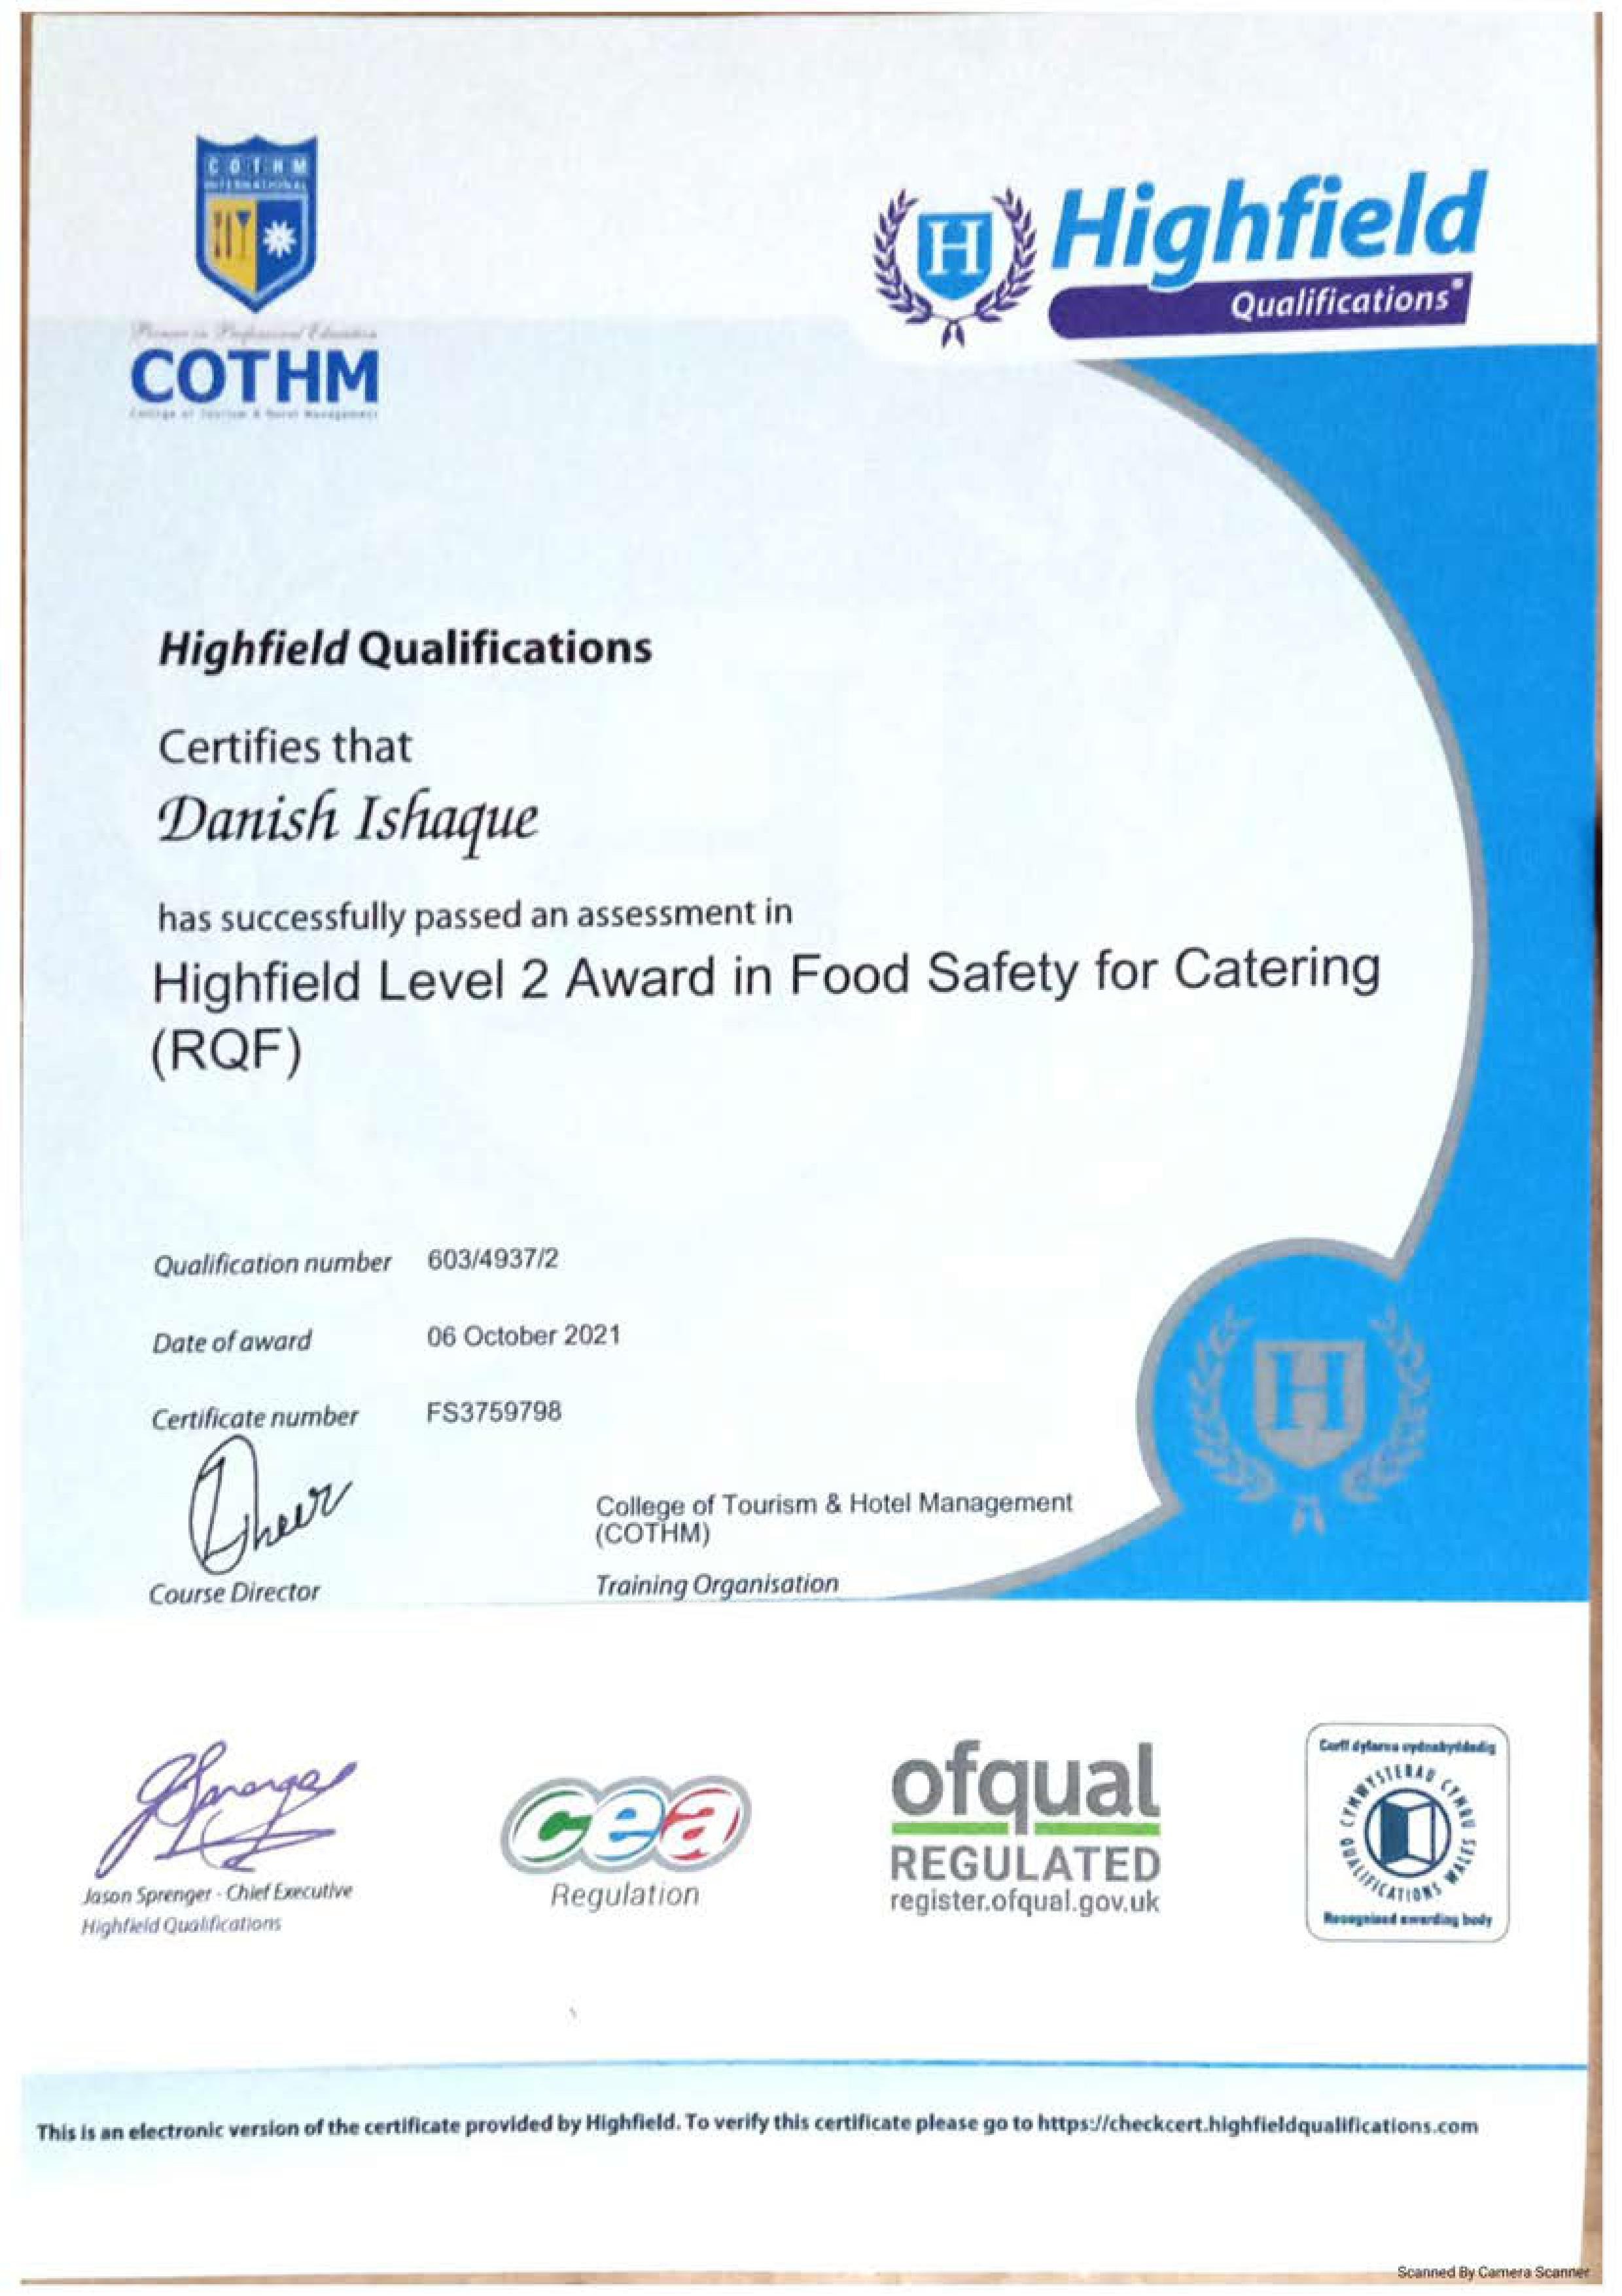 COTHM
INTERNATIONAL
Pioneer in Professional Education
COTHM
College of Tourism & Hotel Management
H
Highfield
Qualifications®
Highfield Qualifications
Certifies that
Danish Ishaque
has successfully passed an assessment in
Highfield Level 2 Award in Food Safety for Catering
(RQF)
Qualification number 603/4937/2
Date of award 06 October 2021
Certificate number FS3759798
H
College of Tourism & Hotel Management
(COTHM)
Course Director
Training Organisation
Jason Sprenger - Chief Executive
Highfield Qualifications
cea
Regulation
ofqual
REGULATED
register.ofqual.gov.uk
Corff dyfarnu cydnabyddedig
CYMWYSTERAU CYMRU
QUALIFICATIONS WALES
Recognised awarding body
This is an electronic version of the certificate provided by Highfield. To verify this certificate please go to https://checkcert.highfieldqualifications.com
Scanned By Camera Scanner